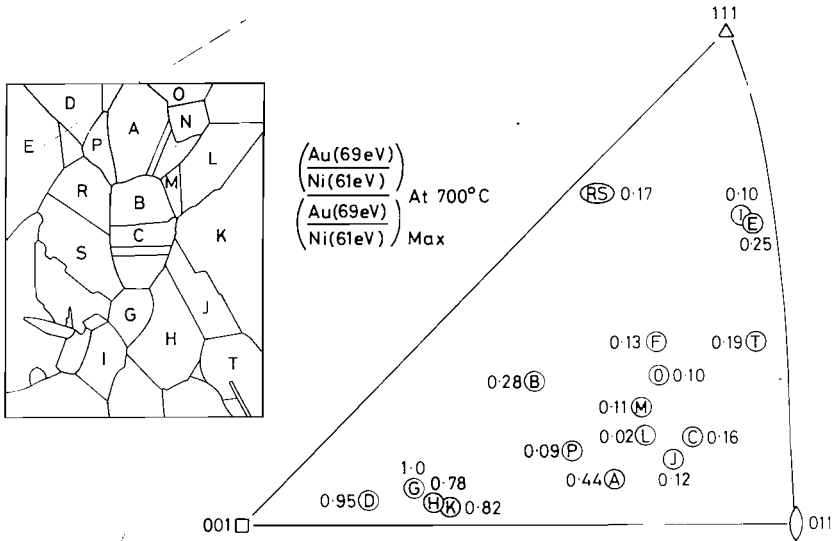 D
O
P
A
N
E
L
R
M
B
C
S
K
G
J
H
I
T
(Au(69eV)
Ni(61eV))
(Au(69eV)
Ni(61eV))
At 700°C
Max
111
RS 0·17
0·10
I
E
0·25
0·13 F
0·19 T
O 0·10
0·28 B
0·11 M
0·02 L
C 0·16
0·09 P
J
0·12
0·44 A
1·0
G
0·78
H
K 0·82
0·95 D
001
011